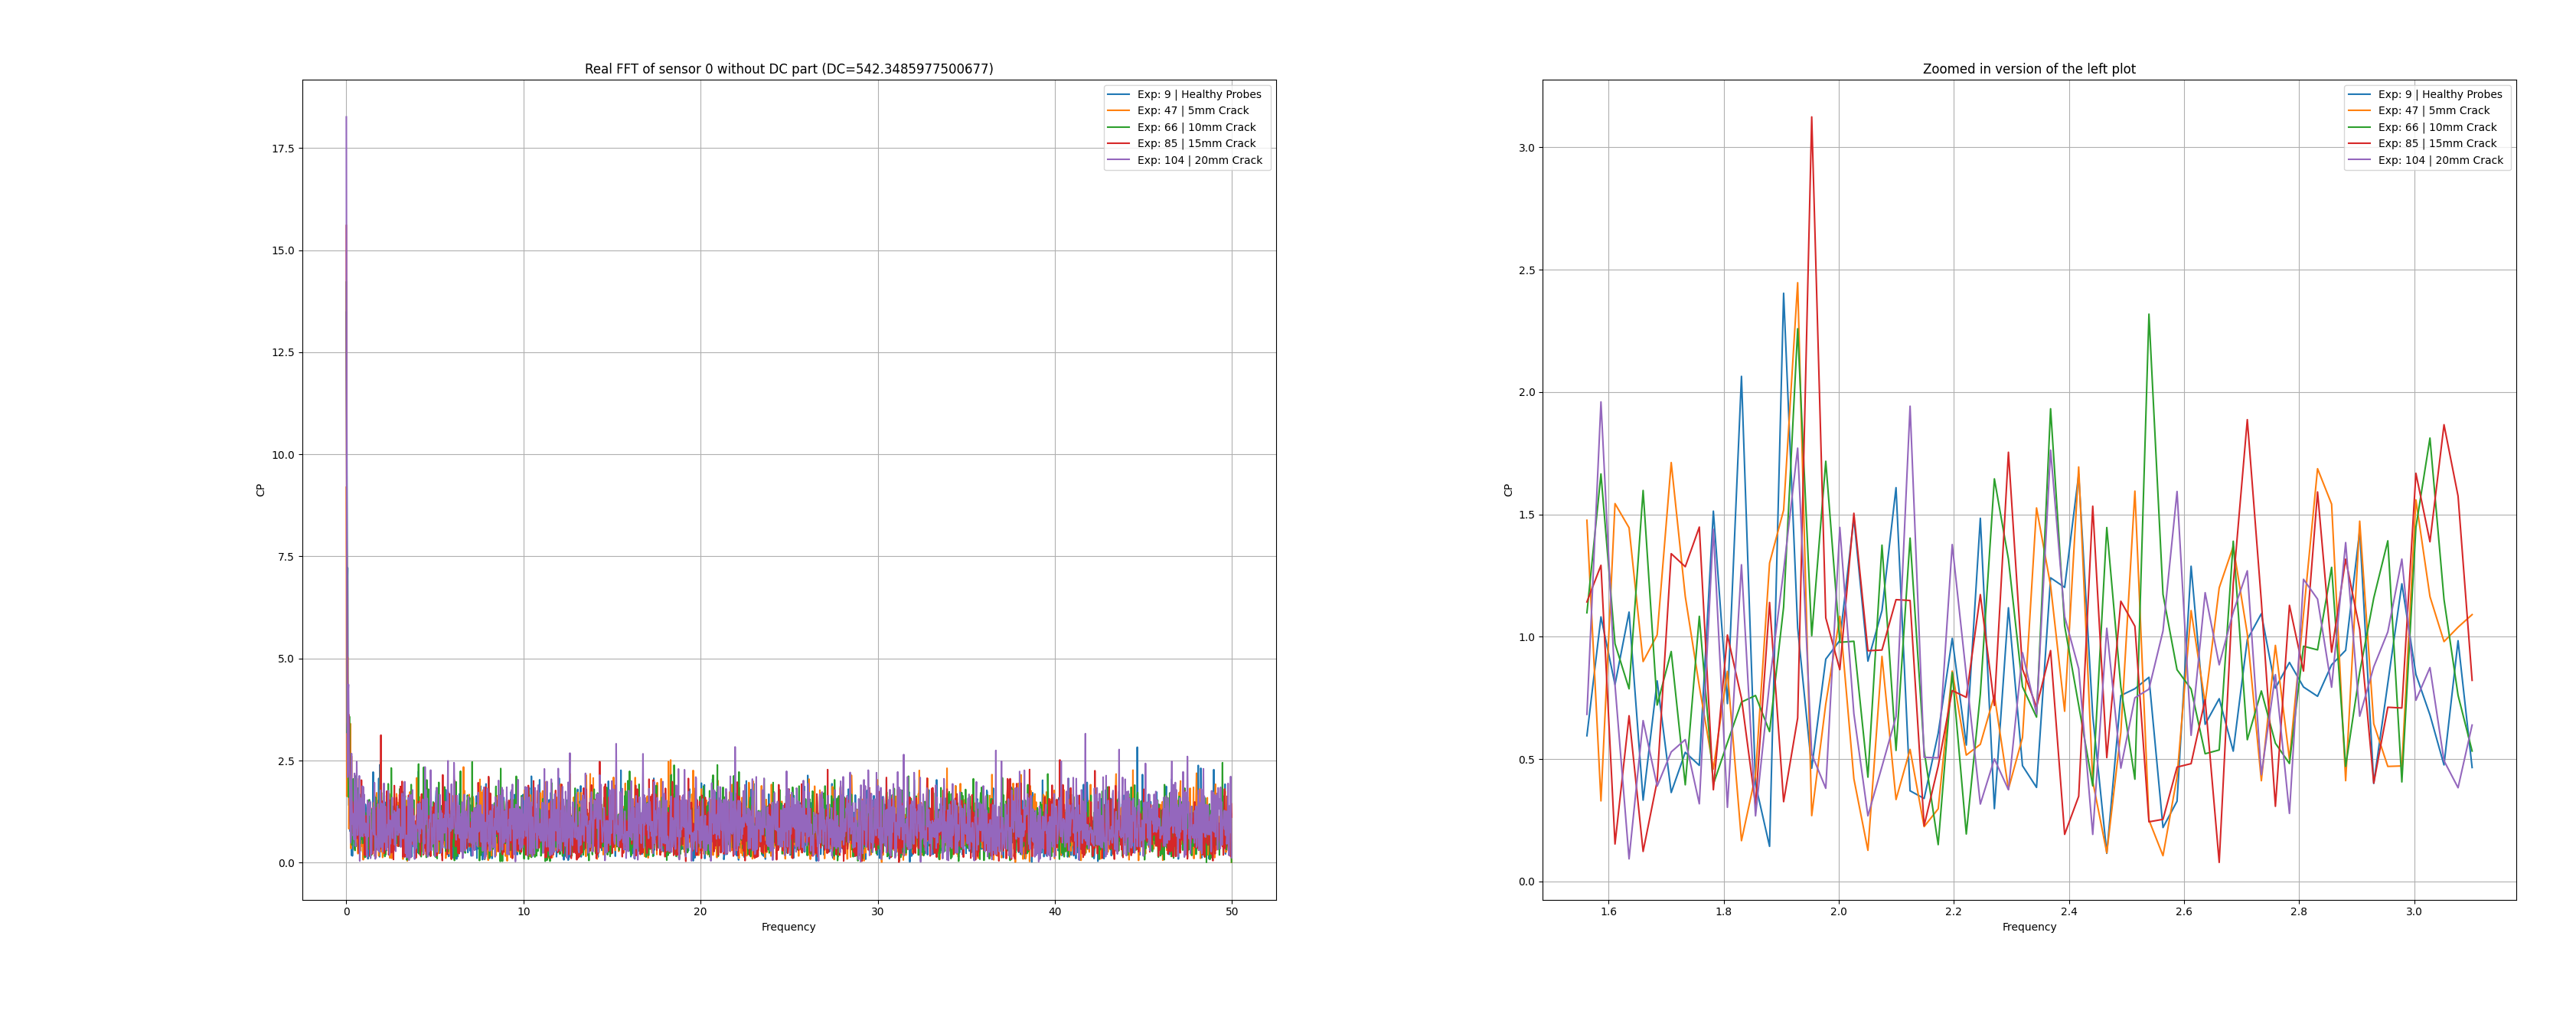 Real FFT of sensor 0 without DC part (DC=542.3485977500677)
Exp: 9 | Healthy Probes
Exp: 47 | 5mm Crack
Exp: 66 | 10mm Crack
Exp: 85 | 15mm Crack
Exp: 104 | 20mm Crack
17.5
15.0
12.5
10.0
7.5
5.0
2.5
0.0
CP
0 10 20 30 40 50
Frequency
Zoomed in version of the left plot
Exp: 9 | Healthy Probes
Exp: 47 | 5mm Crack
Exp: 66 | 10mm Crack
Exp: 85 | 15mm Crack
Exp: 104 | 20mm Crack
3.0
2.5
2.0
1.5
1.0
0.5
0.0
CP
1.6 1.8 2.0 2.2 2.4 2.6 2.8 3.0
Frequency